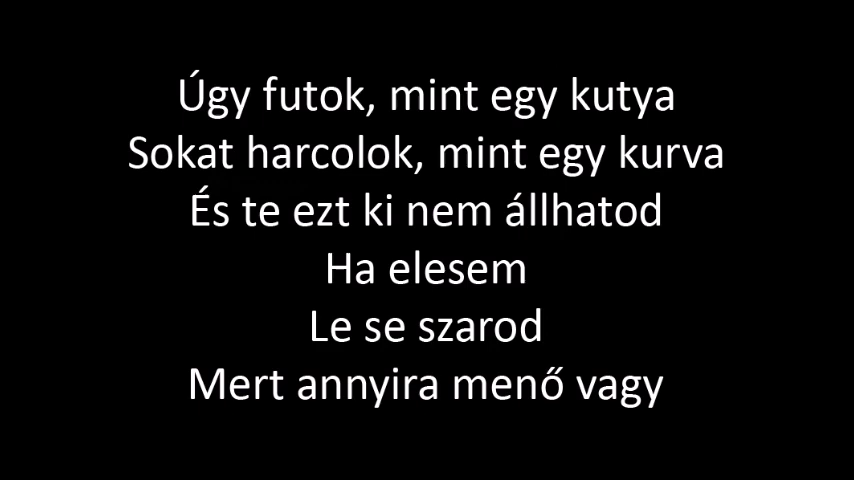 Úgy futok, mint egy kutya
Sokat harcolok, mint egy kurva
És te ezt ki nem állhatod
Ha elesem
Le se szarod
Mert annyira menő vagy